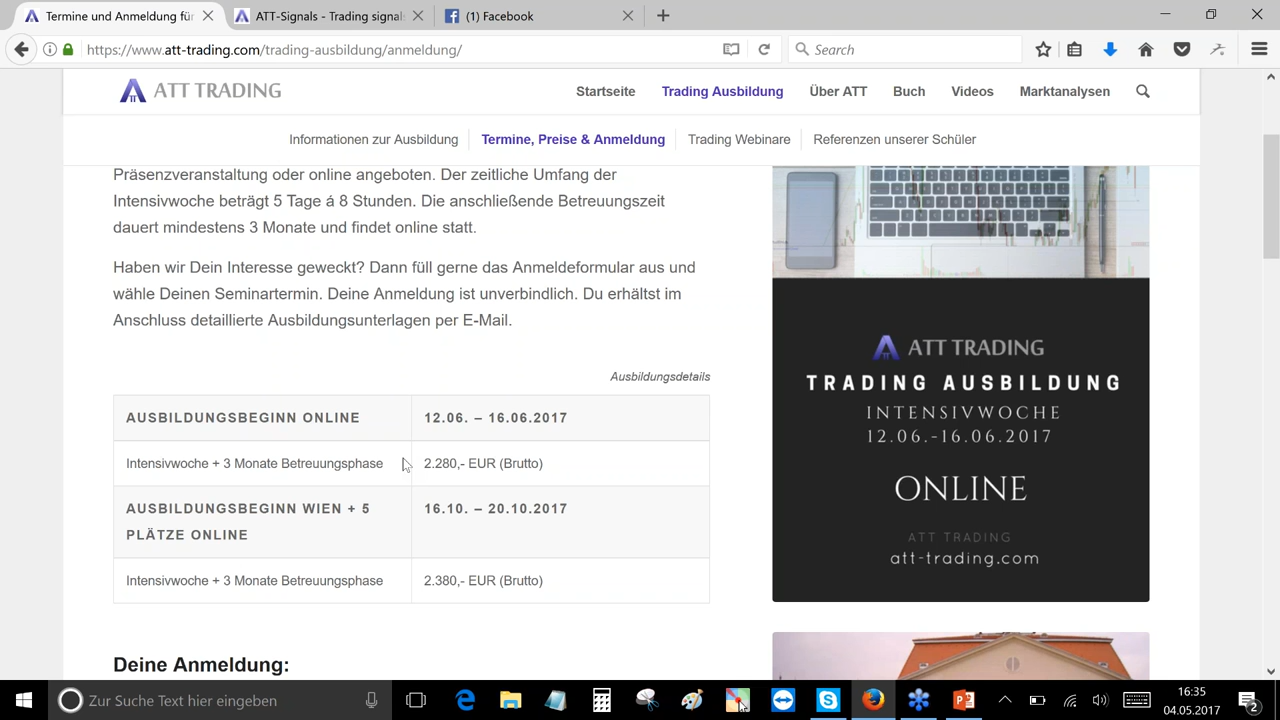 Termine und Anmeldung für
ATT-Signals - Trading signals
(1) Facebook
https://www.att-trading.com/trading-ausbildung/anmeldung/
Search
ATT TRADING
Startseite
Trading Ausbildung
Über ATT
Buch
Videos
Marktanalysen
Informationen zur Ausbildung
Termine, Preise & Anmeldung
Trading Webinare
Referenzen unserer Schüler
Präsenzveranstaltung oder online angeboten. Der zeitliche Umfang der
Intensivwoche beträgt 5 Tage á 8 Stunden. Die anschließende Betreuungszeit
dauert mindestens 3 Monate und findet online statt.
Haben wir Dein Interesse geweckt? Dann füll gerne das Anmeldeformular aus und
wähle Deinen Seminartermin. Deine Anmeldung ist unverbindlich. Du erhältst im
Anschluss detaillierte Ausbildungsunterlagen per E-Mail.
Ausbildungsdetails
AUSBILDUNGSBEGINN ONLINE
12.06. – 16.06.2017
Intensivwoche + 3 Monate Betreuungsphase
2.280,- EUR (Brutto)
AUSBILDUNGSBEGINN WIEN + 5
PLÄTZE ONLINE
16.10. – 20.10.2017
Intensivwoche + 3 Monate Betreuungsphase
2.380,- EUR (Brutto)
Deine Anmeldung:
ATT TRADING
TRADING AUSBILDUNG
INTENSIVWOCHE
12.06.-16.06.2017
ONLINE
ATT TRADING
att-trading.com
Zur Suche Text hier eingeben
16:35
04.05.2017
2